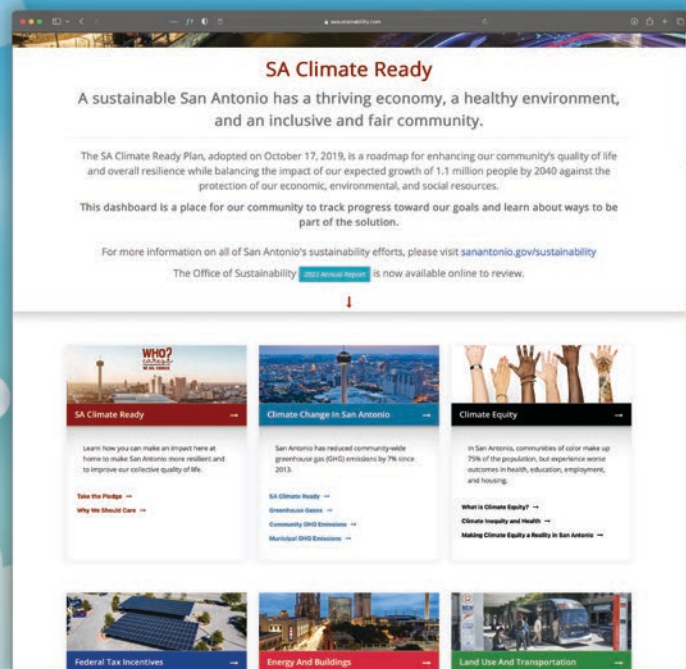 sasustainability.com
SA Climate Ready
A sustainable San Antonio has a thriving economy, a healthy environment,
and an inclusive and fair community.
The SA Climate Ready Plan, adopted on October 17, 2019, is a roadmap for enhancing our community's quality of life
and overall resilience while balancing the impact of our expected growth of 1.1 million people by 2040 against the
protection of our economic, environmental, and social resources.
This dashboard is a place for our community to track progress toward our goals and learn about ways to be
part of the solution.
For more information on all of San Antonio's sustainability efforts, please visit sanantonio.gov/sustainability
The Office of Sustainability 2022 Annual Report is now available online to review.
↓
WHO?
cares?
SA Climate Ready →
Learn how you can make an impact here at
home to make San Antonio more resilient and
to improve our collective quality of life.
Take the Pledge →
Why We Should Care →
Climate Change In San Antonio →
San Antonio has reduced community-wide
greenhouse gas (GHG) emissions by 7% since
2013.
SA Climate Ready →
Greenhouse Gases →
Community GHG Emissions →
Municipal GHG Emissions →
Climate Equity →
In San Antonio, communities of color make up
75% of the population, but experience worse
outcomes in health, education, employment,
and housing.
What is Climate Equity? →
Climate Inequity and Health →
Making Climate Equity a Reality in San Antonio →
Federal Tax Incentives →
Energy And Buildings →
Land Use And Transportation →